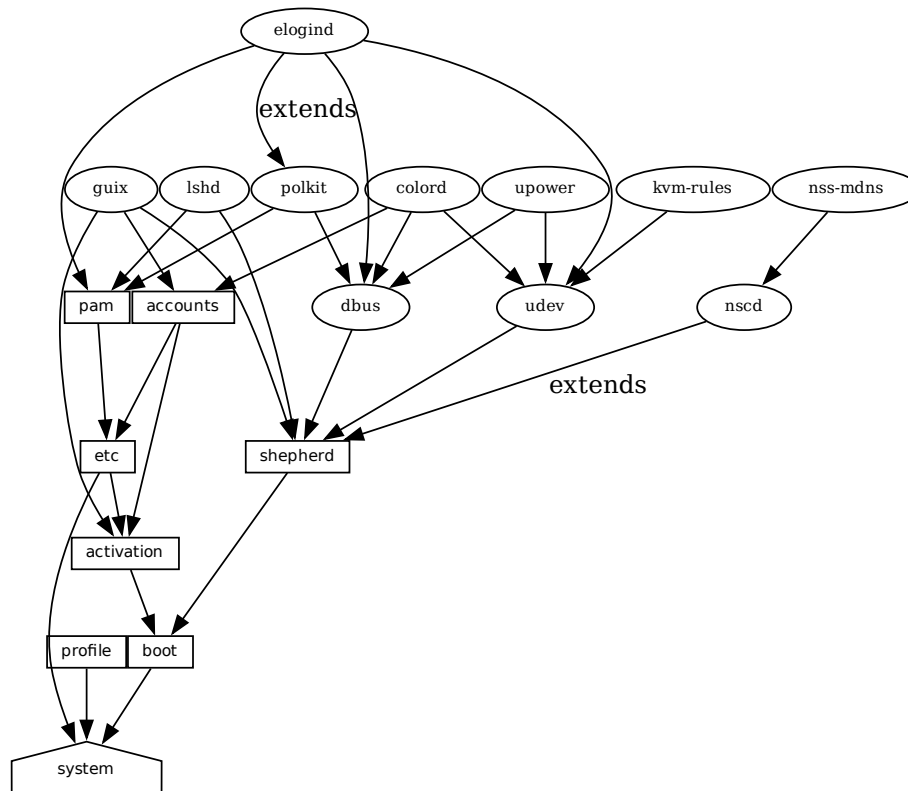 elogind
extends
guix
lshd
polkit
colord
upower
kvm-rules
nss-mdns
pam
accounts
dbus
udev
nscd
extends
etc
shepherd
activation
profile
boot
system